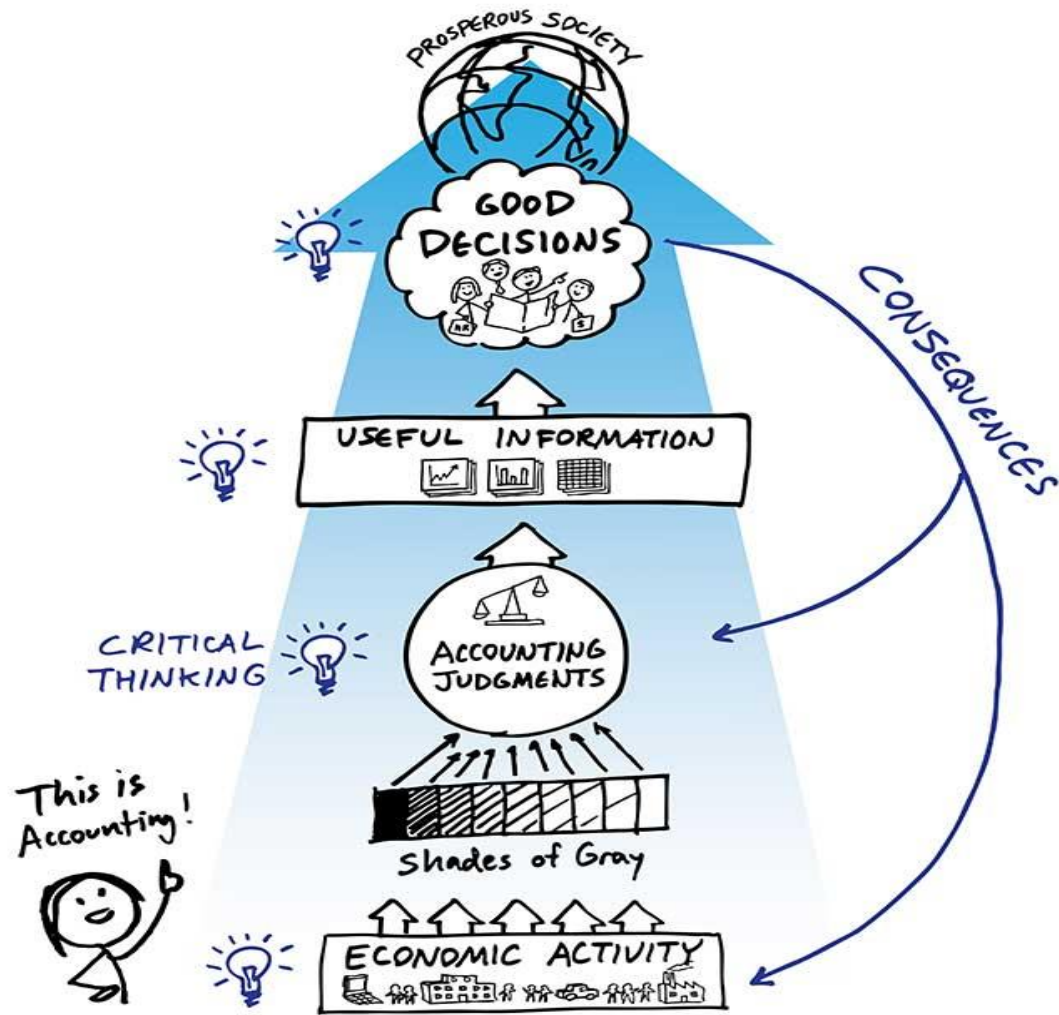 PROSPEROUS SOCIETY
GOOD
DECISIONS
HR
$
CONSEQUENCES
USEFUL INFORMATION
CRITICAL
THINKING
ACCOUNTING
JUDGMENTS
This is
Accounting!
Shades of Gray
ECONOMIC ACTIVITY